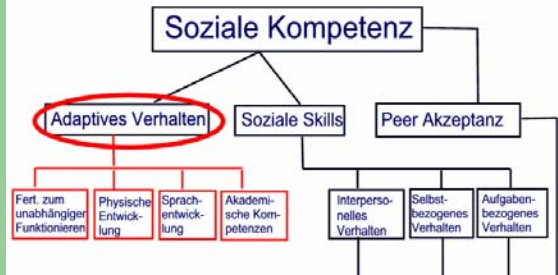 Soziale Kompetenz
Adaptives Verhalten
Soziale Skills
Peer Akzeptanz
Fert. zum
unabhängigen
Funktionieren
Physische
Entwick-
lung
Sprach-
entwick-
lung
Akademi-
sche Kom-
petenzen
Interperso-
nelles
Verhalten
Selbst-
bezogenes
Verhalten
Aufgaben-
bezogenes
Verhalten